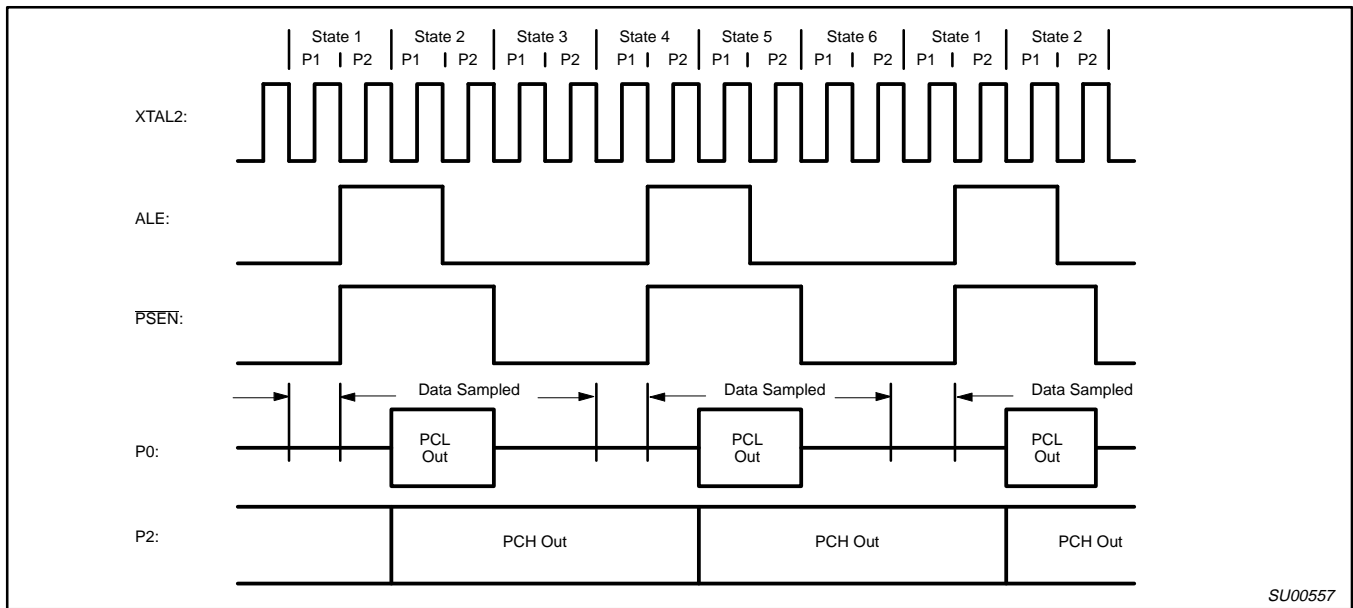 State 1 State 2 State 3 State 4 State 5 State 6 State 1 State 2
P1 P2 P1 P2 P1 P2 P1 P2 P1 P2 P1 P2 P1 P2 P1 P2
XTAL2:
ALE:
PSEN:
Data Sampled Data Sampled Data Sampled
P0:
PCL
Out
PCL
Out
PCL
Out
P2:
PCH Out PCH Out PCH Out
SU00557